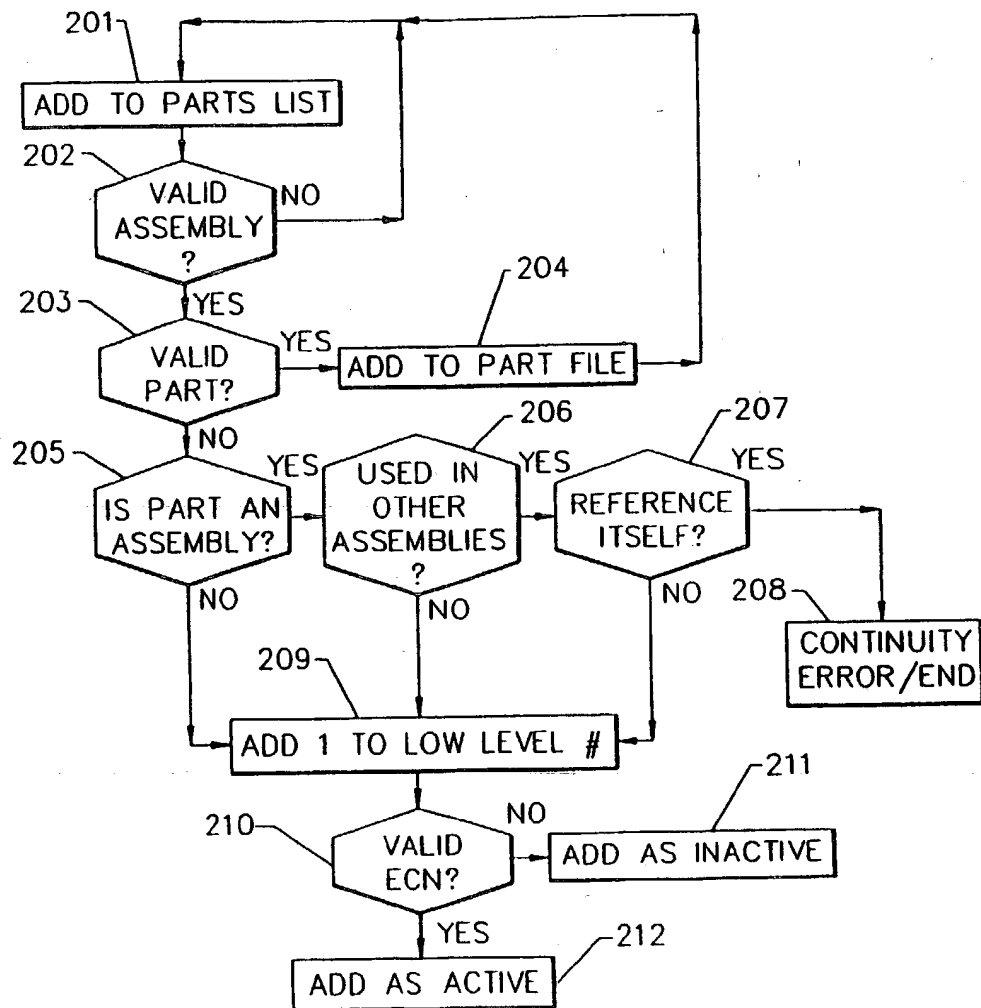 201
ADD TO PARTS LIST
202
VALID
ASSEMBLY
?
NO
YES
203
VALID
PART?
YES
204
ADD TO PART FILE
NO
205
IS PART AN
ASSEMBLY?
YES
206
USED IN
OTHER
ASSEMBLIES
?
YES
207
REFERENCE
ITSELF?
YES
NO
NO
NO
208
CONTINUITY
ERROR/END
209
ADD 1 TO LOW LEVEL #
210
VALID
ECN?
NO
211
ADD AS INACTIVE
YES
212
ADD AS ACTIVE